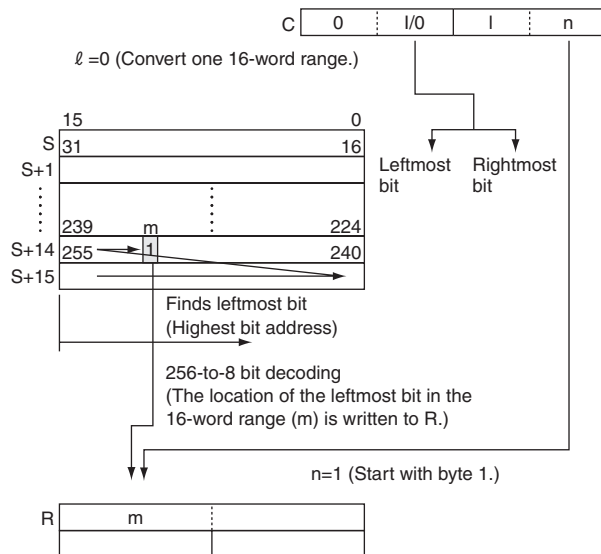 C 0 l/0 l n
ℓ =0 (Convert one 16-word range.)
15 0
S 31 16
S+1
Leftmost bit
Rightmost bit
239 m 224
S+14 255 1 240
S+15
Finds leftmost bit
(Highest bit address)
256-to-8 bit decoding
(The location of the leftmost bit in the
16-word range (m) is written to R.)
n=1 (Start with byte 1.)
R m